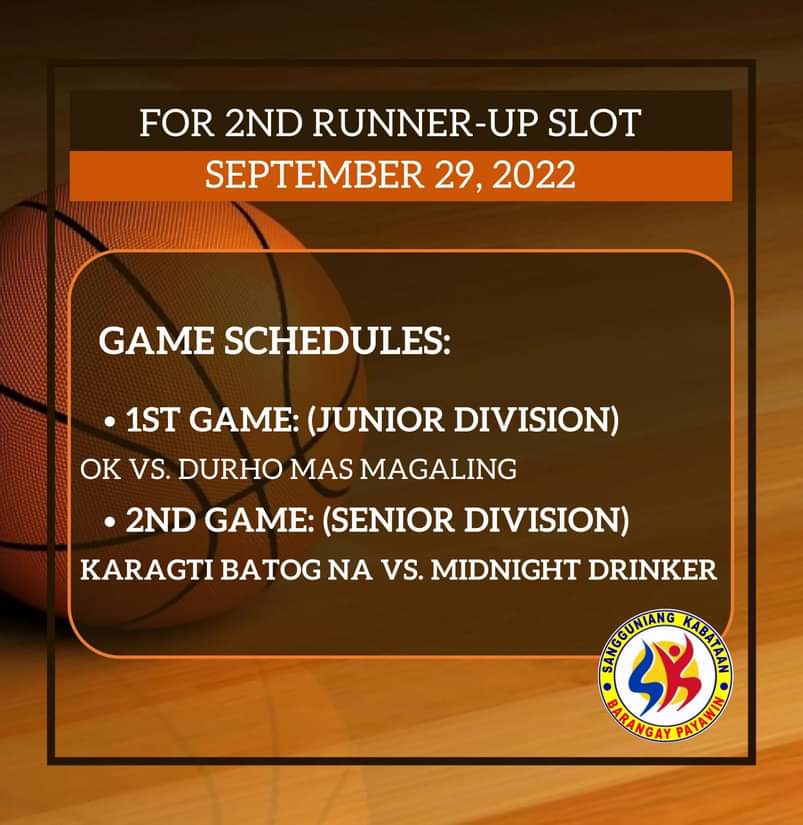 FOR 2ND RUNNER-UP SLOT
SEPTEMBER 29, 2022
GAME SCHEDULES:
• 1ST GAME: (JUNIOR DIVISION)
OK VS. DURHO MAS MAGALING
• 2ND GAME: (SENIOR DIVISION)
KARAGTI BATOG NA VS. MIDNIGHT DRINKER
SANGGUNIANG KABATAAN
SK
BARANGAY PAYAWIN